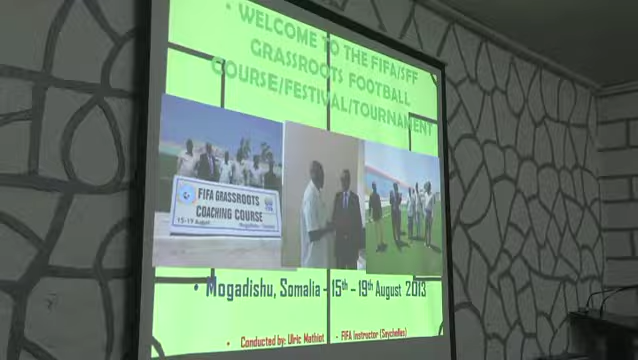 • WELCOME TO THE FIFA/SFF
GRASSROOTS FOOTBALL
COURSE/FESTIVAL/TOURNAMENT
FIFA GRASSROOTS
COACHING COURSE
15-19 August
• Mogadishu, Somalia - 15th - 19th August 2013
• Conducted by: Ulric Mathiot • FIFA Instructor (Seychelles)